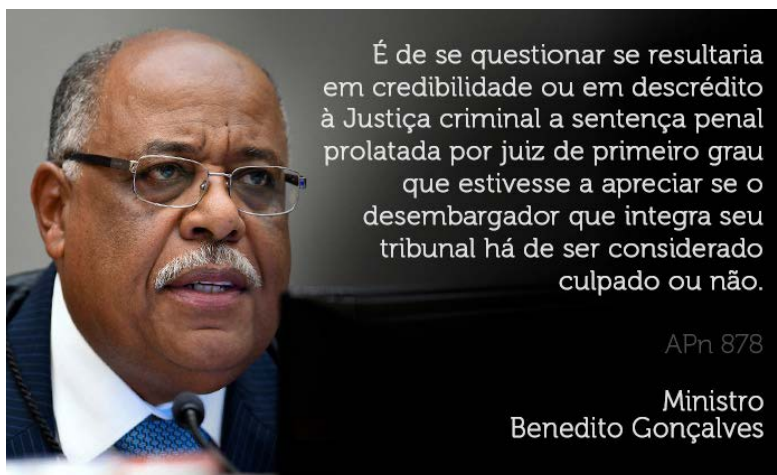 É de se questionar se resultaria
em credibilidade ou em descrédito
à Justiça criminal a sentença penal
prolatada por juiz de primeiro grau
que estivesse a apreciar se o
desembargador que integra seu
tribunal há de ser considerado
culpado ou não.
APn 878
Ministro
Benedito Gonçalves